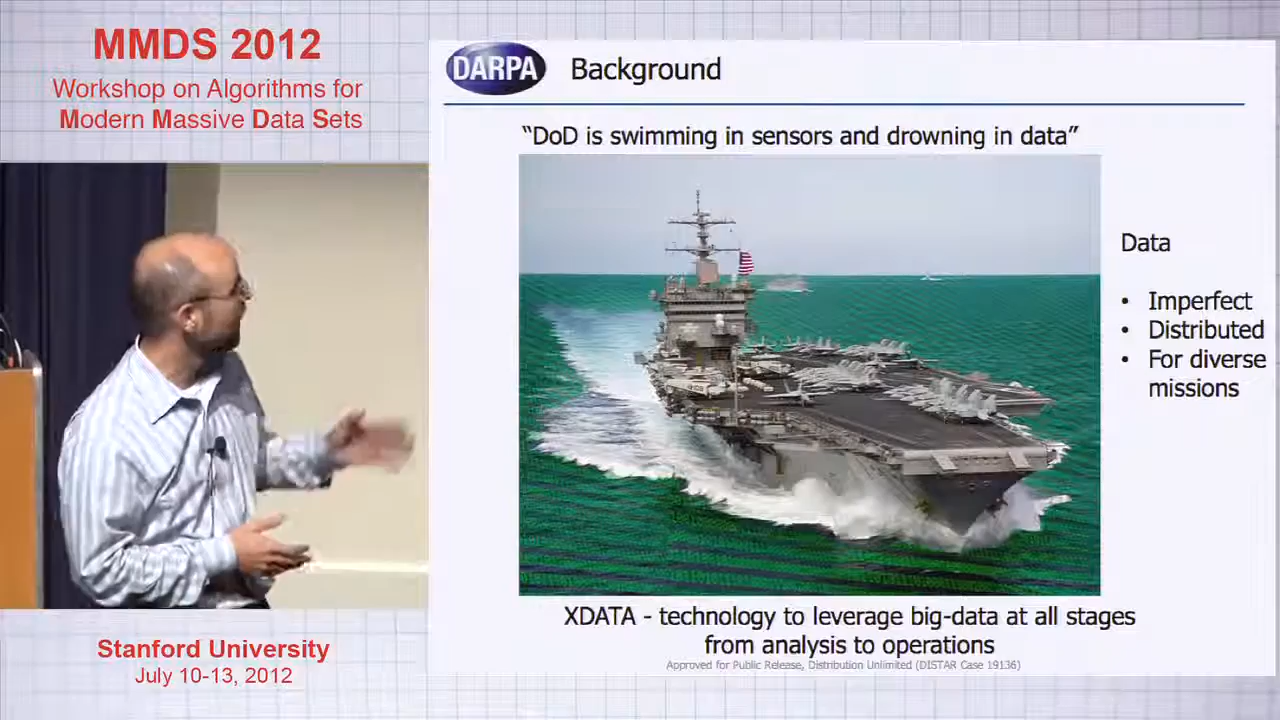 MMDS 2012
Workshop on Algorithms for
Modern Massive Data Sets
DARPA
Background
“DoD is swimming in sensors and drowning in data”
Data
• Imperfect
• Distributed
• For diverse
missions
XDATA - technology to leverage big-data at all stages
from analysis to operations
Approved for Public Release, Distribution Unlimited (DISTAR Case 19136)
Stanford University
July 10-13, 2012